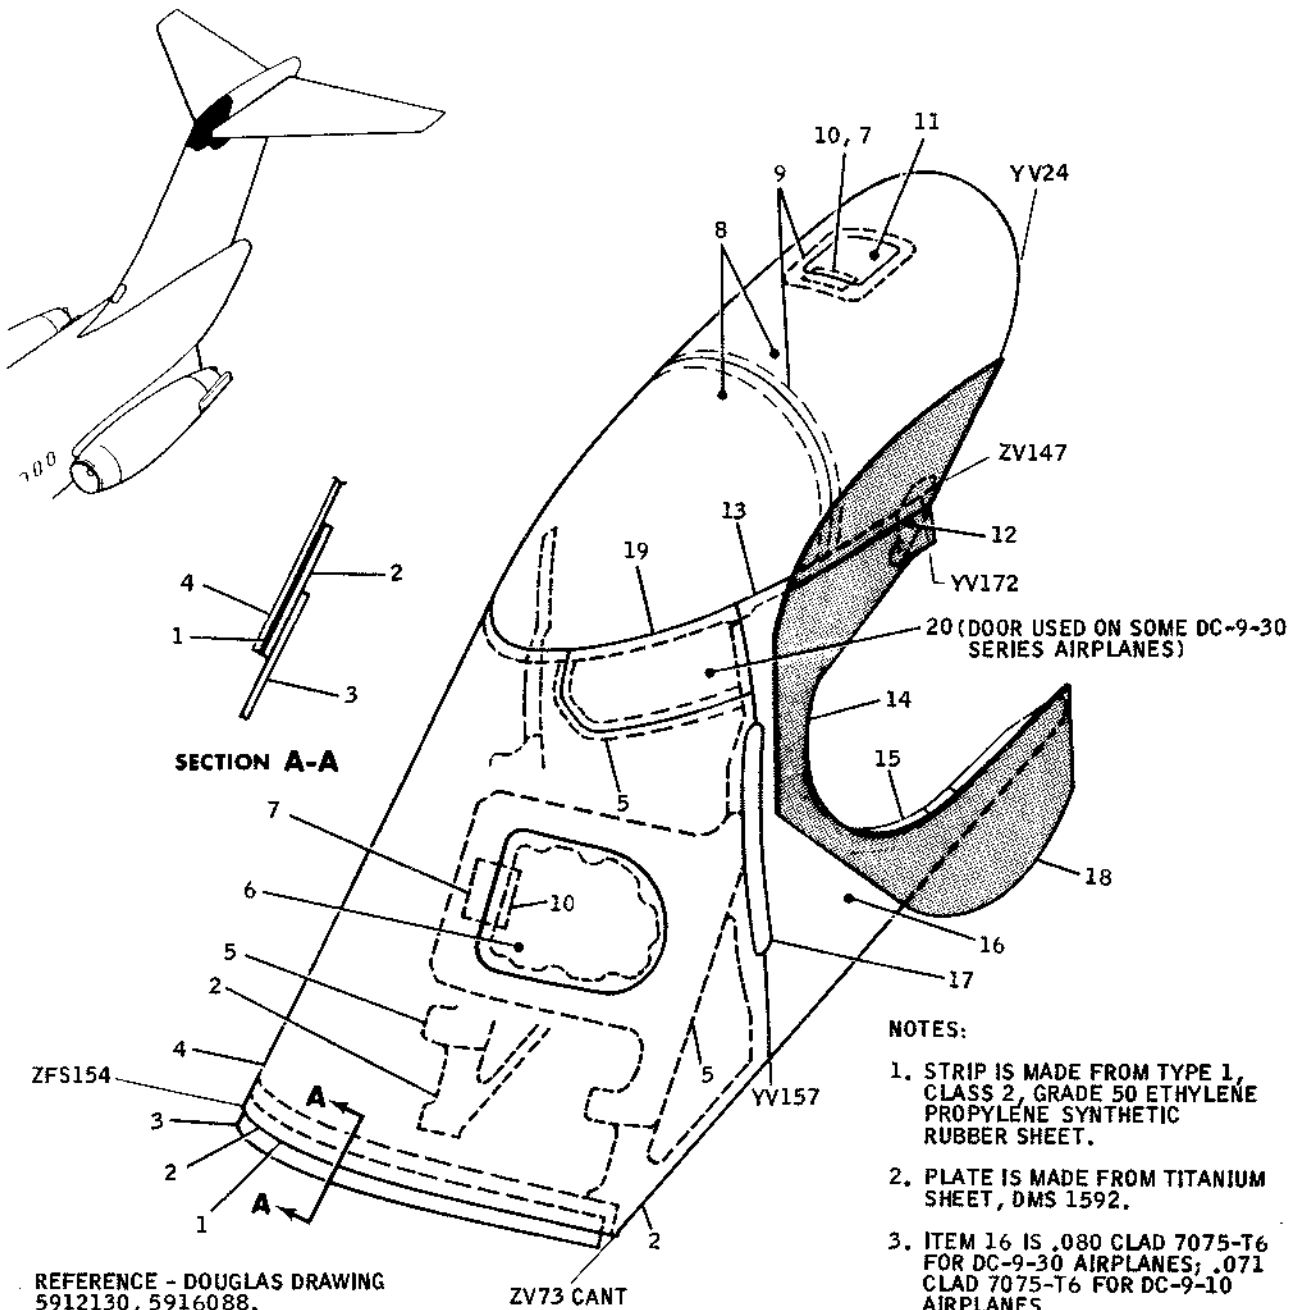 10, 7
11
YV24
9
8
ZV147
12
13
19
YV172
20 (DOOR USED ON SOME DC-9-30
SERIES AIRPLANES)
4
2
1
3
SECTION A-A
14
15
5
7
6
10
18
16
17
5
2
4
ZFS154
3
2
1
A
A
5
YV157
2
ZV73 CANT
NOTES:
1. STRIP IS MADE FROM TYPE 1,
CLASS 2, GRADE 50 ETHYLENE
PROPYLENE SYNTHETIC
RUBBER SHEET.
2. PLATE IS MADE FROM TITANIUM
SHEET, DMS 1592.
3. ITEM 16 IS .080 CLAD 7075-T6
FOR DC-9-30 AIRPLANES; .071
CLAD 7075-T6 FOR DC-9-10
AIRPLANES
REFERENCE - DOUGLAS DRAWING
5912130, 5916088.